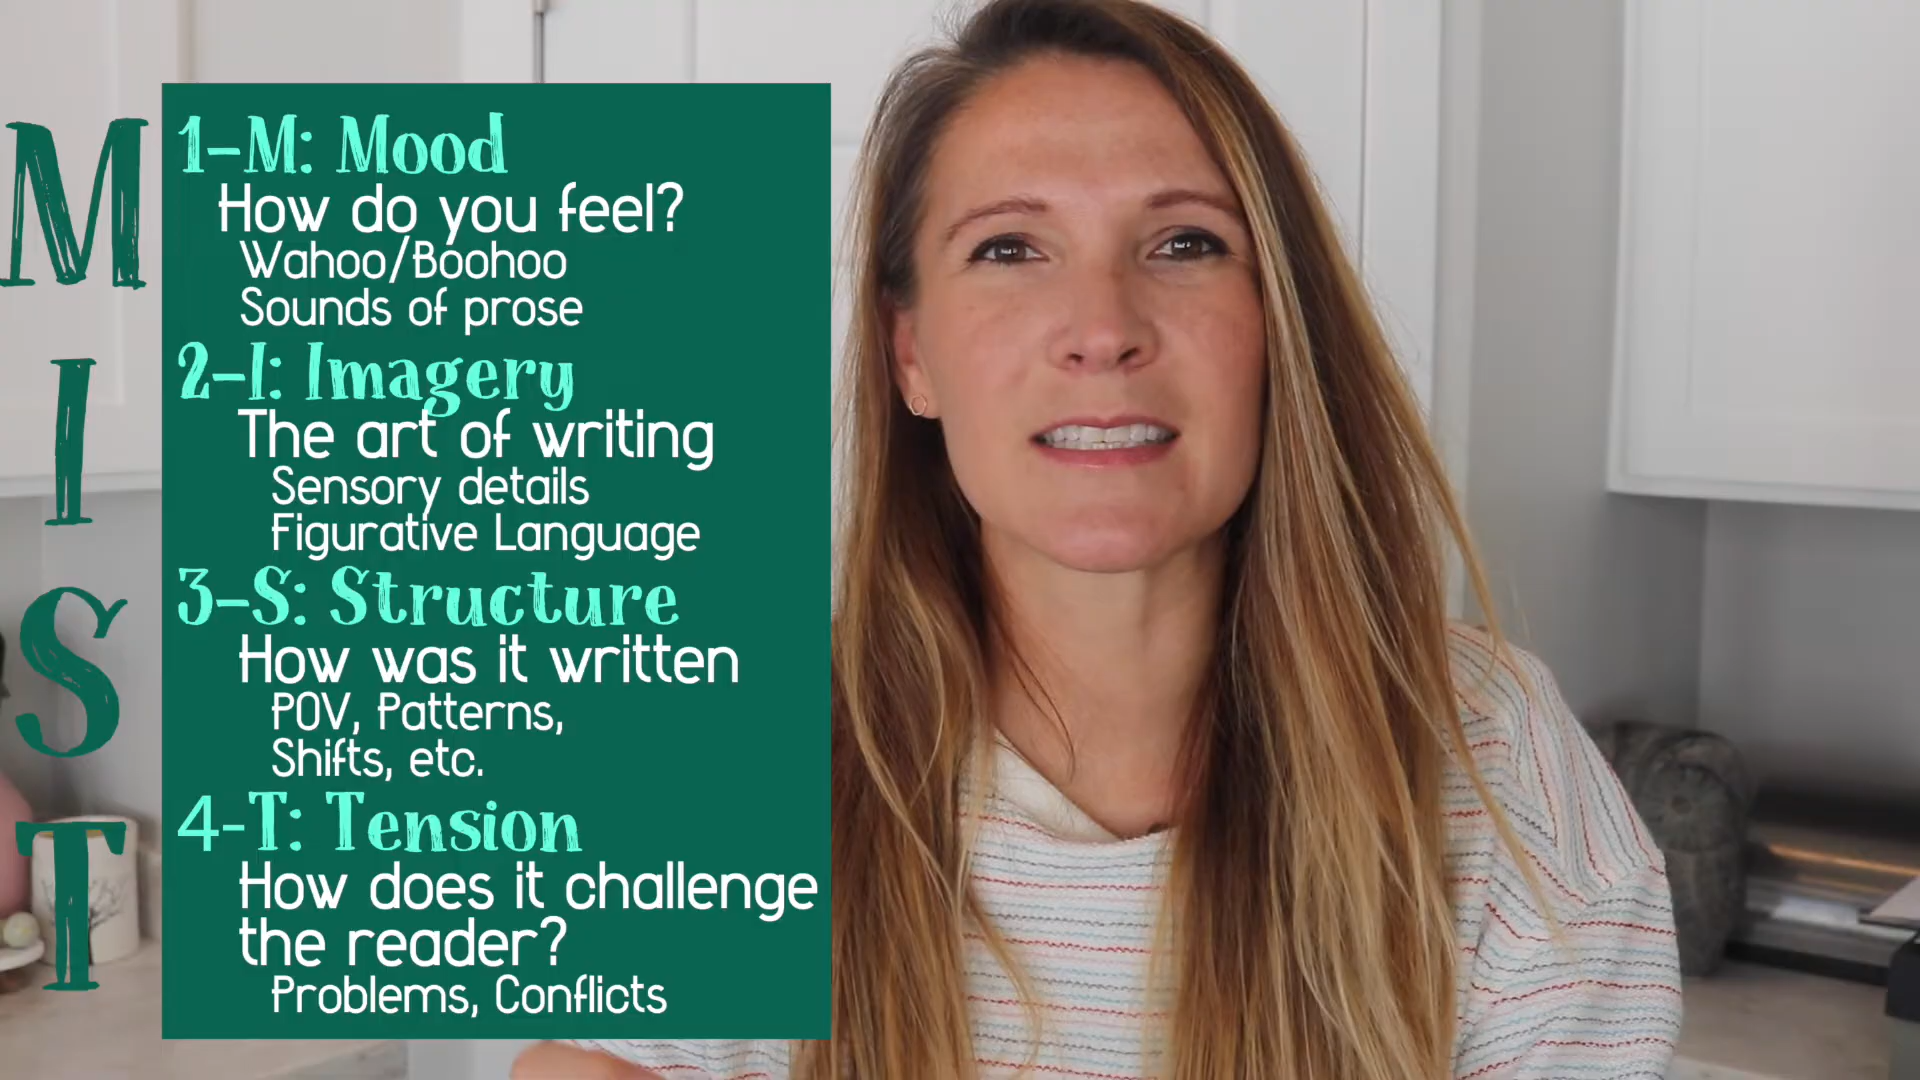 M
I
S
T
1-M: Mood
How do you feel?
Wahoo/Boohoo
Sounds of prose
2-I: Imagery
The art of writing
Sensory details
Figurative Language
3-S: Structure
How was it written
POV, Patterns,
Shifts, etc.
4-T: Tension
How does it challenge
the reader?
Problems, Conflicts